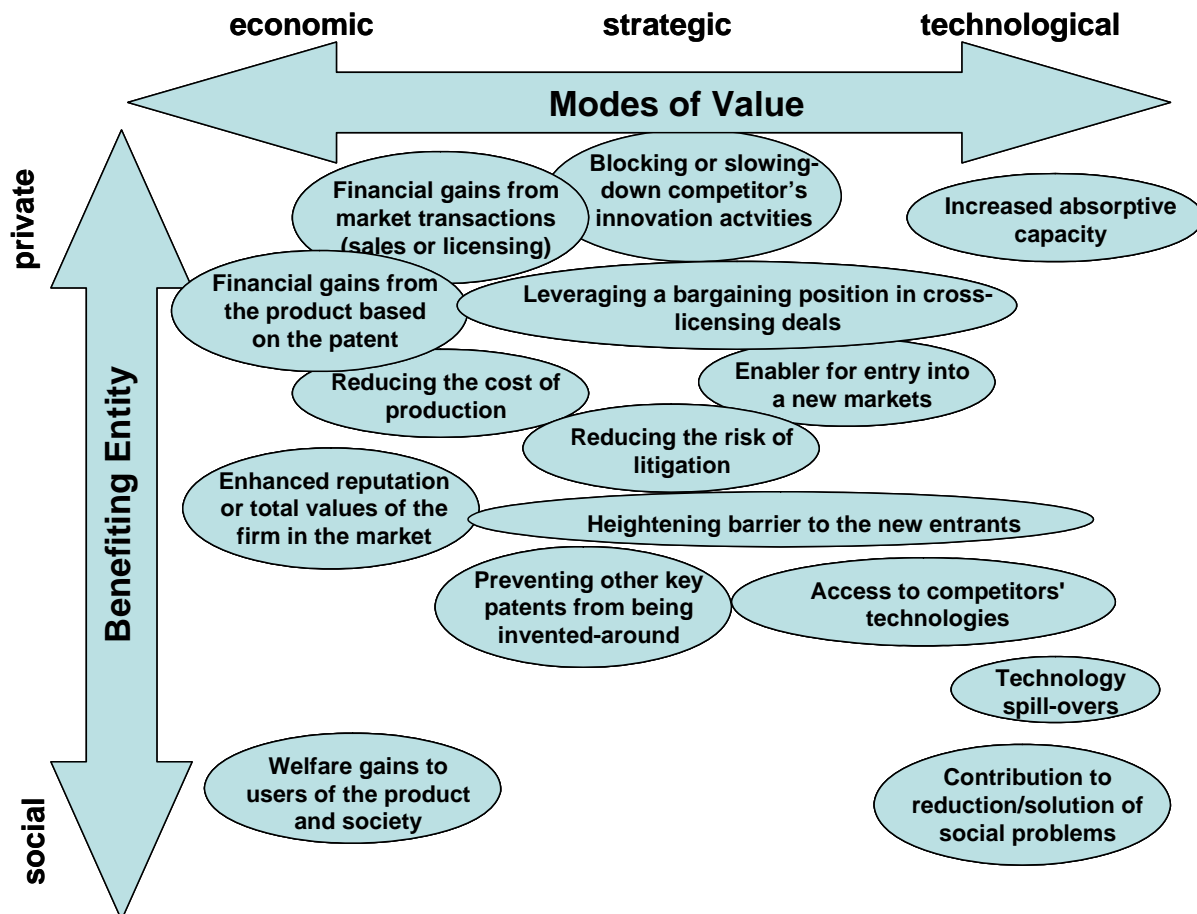 economic
strategic
technological
Modes of Value
private
Benefiting Entity
social
Financial gains from
market transactions
(sales or licensing)
Blocking or slowing-
down competitor's
innovation actvities
Increased absorptive
capacity
Financial gains from
the product based
on the patent
Leveraging a bargaining position in cross-
licensing deals
Reducing the cost of
production
Enabler for entry into
a new markets
Reducing the risk of
litigation
Enhanced reputation
or total values of the
firm in the market
Heightening barrier to the new entrants
Preventing other key
patents from being
invented-around
Access to competitors'
technologies
Technology
spill-overs
Welfare gains to
users of the product
and society
Contribution to
reduction/solution of
social problems